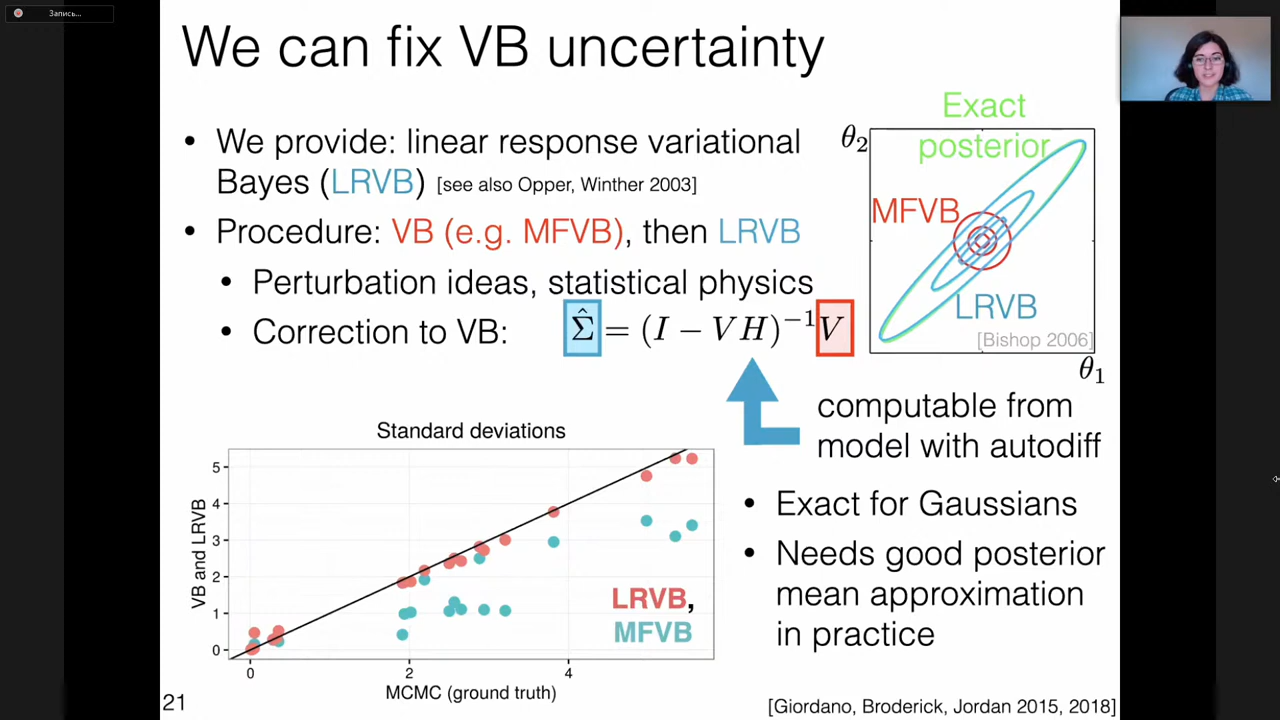 Запись...
We can fix VB uncertainty
• We provide: linear response variational
Bayes (LRVB) [see also Opper, Winther 2003]
• Procedure: VB (e.g. MFVB), then LRVB
• Perturbation ideas, statistical physics
• Correction to VB: Σ̂ = (I − VH)⁻¹V
Exact
posterior
θ₂
MFVB
LRVB
[Bishop 2006]
θ₁
computable from
model with autodiff
Standard deviations
VB and LRVB
5
4
3
2
1
0
LRVB,
MFVB
0 2 4
MCMC (ground truth)
• Exact for Gaussians
• Needs good posterior
mean approximation
in practice
21
[Giordano, Broderick, Jordan 2015, 2018]